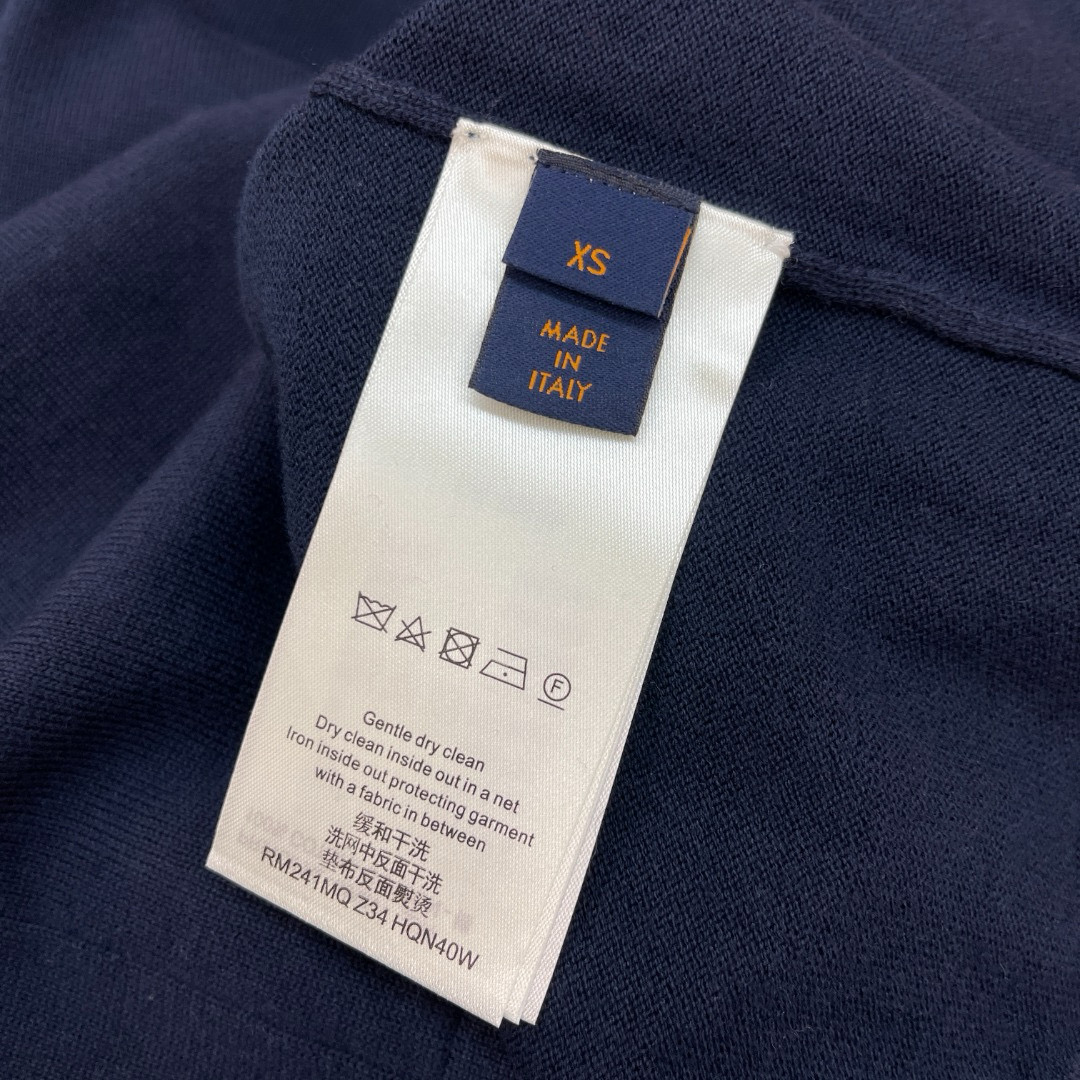 XS
MADE
IN
ITALY
F
Gentle dry clean
Dry clean inside out in a net
Iron inside out protecting garment
with a fabric in between
缓和干洗
洗网中反面干洗
垫布反面熨烫
RM241MQ Z34 HQN40W